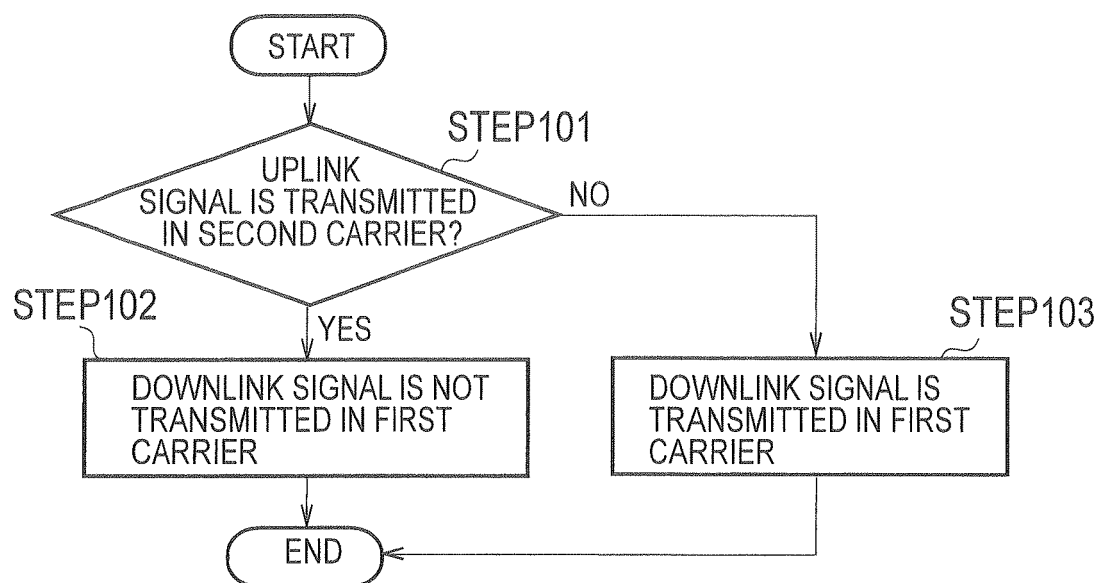 START
STEP101
UPLINK
SIGNAL IS TRANSMITTED
IN SECOND CARRIER?
NO
STEP102
YES
STEP103
DOWNLINK SIGNAL IS NOT
TRANSMITTED IN FIRST
CARRIER
DOWNLINK SIGNAL IS
TRANSMITTED IN FIRST
CARRIER
END